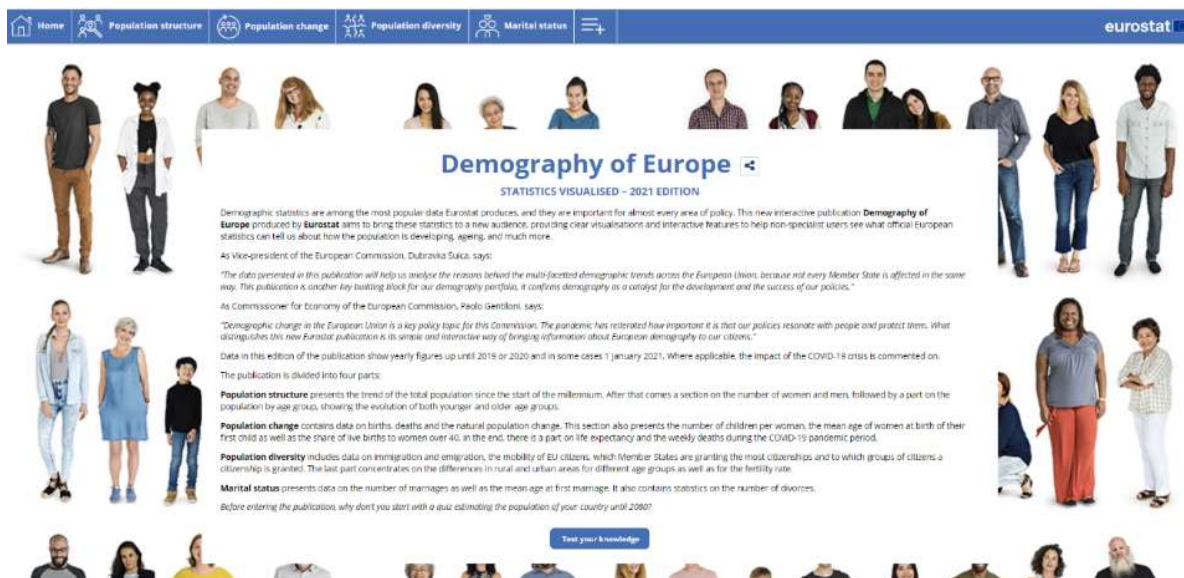 Home
Population structure
Population change
Population diversity
Marital status
eurostat
Demography of Europe
STATISTICS VISUALISED – 2021 EDITION
Demographic statistics are among the most popular data Eurostat produces, and they are important for almost every area of policy. This new interactive publication Demography of
Europe produced by Eurostat aims to bring these statistics to a new audience, providing clear visualisations and interactive features to help non-specialist users see what official European
statistics can tell us about how the population is developing, ageing, and much more.
As Vice-president of the European Commission, Dubravka Šuica, says:
"The data presented in this publication will help us analyse the reasons behind the multi-facetted demographic trends across the European Union, because not every Member State is affected in the same
way. This publication is another key building block for our demography portfolio, it confirms demography as a catalyst for the development and the success of our policies."
As Commissioner for Economy of the European Commission, Paolo Gentiloni, says:
"Demographic change in the European Union is a key policy topic for this Commission. The pandemic has reiterated how important it is that our policies resonate with people and protect them. What
distinguishes this new Eurostat publication is its simple and interactive way of bringing information about European demography to our citizens."
Data in this edition of the publication show yearly figures up until 2019 or 2020 and in some cases 1 January 2021. Where applicable, the impact of the COVID-19 crisis is commented on.
The publication is divided into four parts:
Population structure presents the trend of the total population since the start of the millennium. After that comes a section on the number of women and men, followed by a part on the
population by age group, showing the evolution of both younger and older age groups.
Population change contains data on births, deaths and the natural population change. This section also presents the number of children per woman, the mean age of women at birth of their
first child as well as the share of live births to women over 40. In the end, there is a part on life expectancy and the weekly deaths during the COVID-19 pandemic period.
Population diversity includes data on immigration and emigration, the mobility of EU citizens, which Member States are granting the most citizenships and to which groups of citizens a
citizenship is granted. The last part concentrates on the differences in rural and urban areas for different age groups as well as for the fertility rate.
Marital status presents data on the number of marriages as well as the mean age at first marriage. It also contains statistics on the number of divorces.
Before entering the publication, why don't you start with a quiz estimating the population of your country until 2080?
Test your knowledge